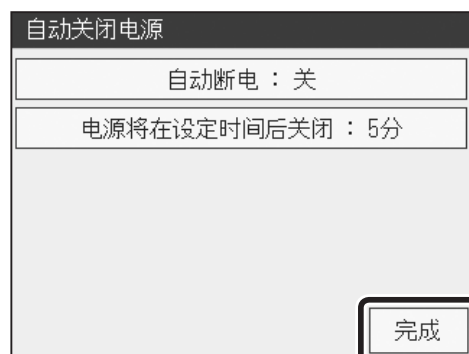 自动关闭电源
自动断电 ： 关
电源将在设定时间后关闭 ： 5分
完成